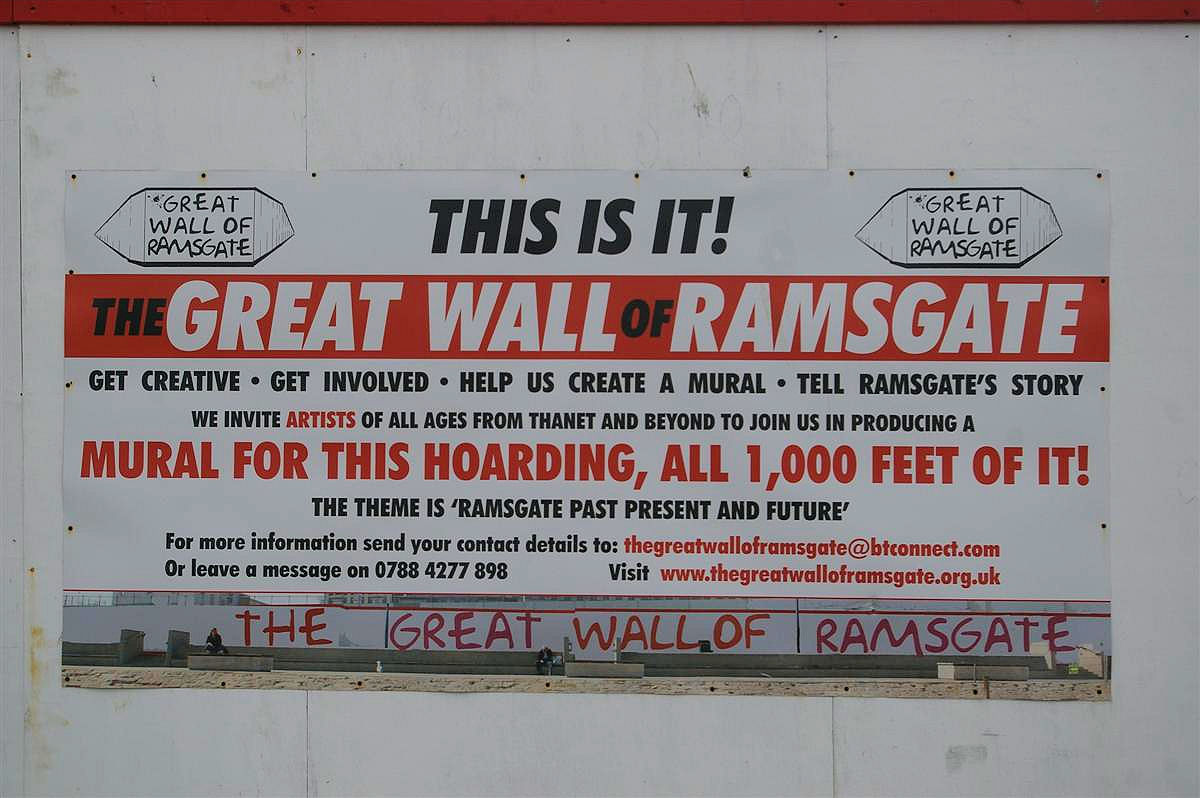 GREAT
WALL OF
RAMSGATE
THIS IS IT!
GREAT
WALL OF
RAMSGATE
THE GREAT WALL OF RAMSGATE
GET CREATIVE • GET INVOLVED • HELP US CREATE A MURAL • TELL RAMSGATE'S STORY
WE INVITE ARTISTS OF ALL AGES FROM THANET AND BEYOND TO JOIN US IN PRODUCING A
MURAL FOR THIS HOARDING, ALL 1,000 FEET OF IT!
THE THEME IS 'RAMSGATE PAST PRESENT AND FUTURE'
For more information send your contact details to: thegreatwalloframsgate@btconnect.com
Or leave a message on 0788 4277 898 Visit www.thegreatwalloframsgate.org.uk
THE GREAT WALL OF RAMSGATE